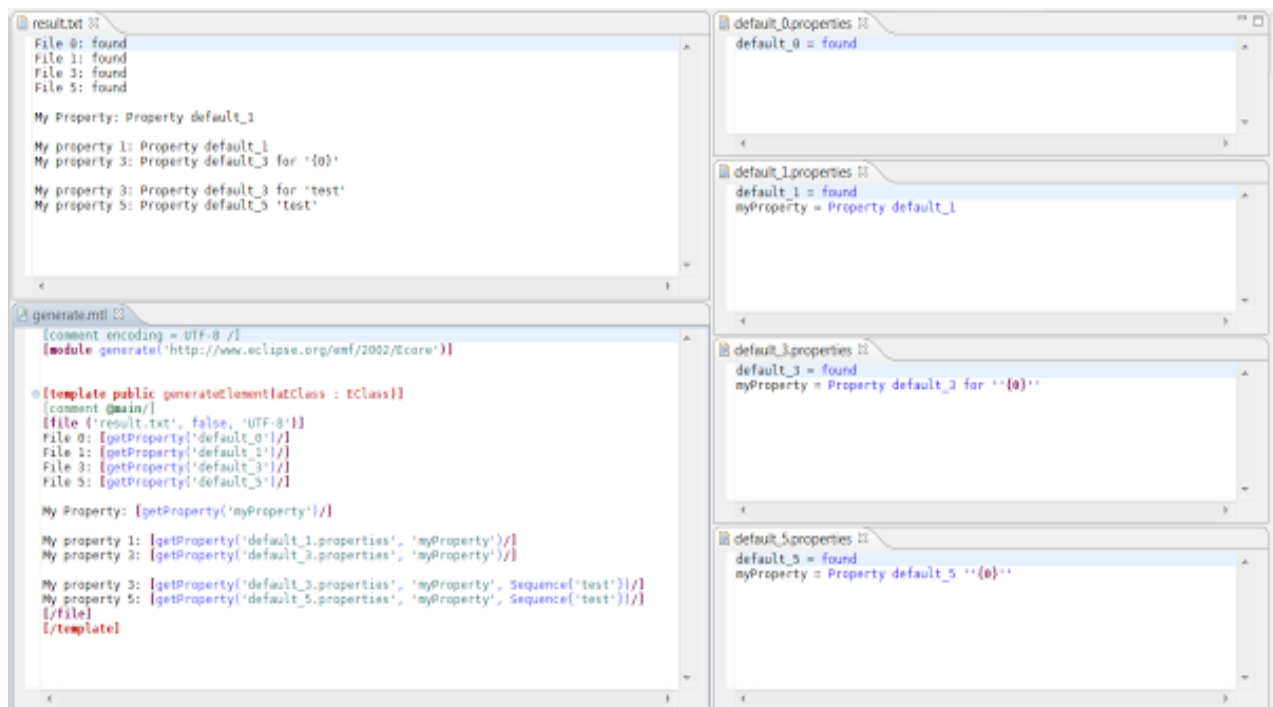 result.txt
File 0: found
File 1: found
File 3: found
File 5: found
My Property: Property default_1
My property 1: Property default_1
My property 3: Property default_3 for '{0}'
My property 3: Property default_3 for 'test'
My property 5: Property default_5 'test'
generate.mtl
[comment encoding = UTF-8 /]
[module generate('http://www.eclipse.org/emf/2002/Ecore')]
[template public generateElement(aEClass : EClass)]
[comment @main/]
[file ('result.txt', false, 'UTF-8')]
File 0: [getProperty('default_0')/]
File 1: [getProperty('default_1')/]
File 3: [getProperty('default_3')/]
File 5: [getProperty('default_5')/]
My Property: [getProperty('myProperty')/]
My property 1: [getProperty('default_1.properties', 'myProperty')/]
My property 3: [getProperty('default_3.properties', 'myProperty')/]
My property 3: [getProperty('default_3.properties', 'myProperty', Sequence{'test'})/]
My property 5: [getProperty('default_5.properties', 'myProperty', Sequence{'test'})/]
[/file]
[/template]
default_0.properties
default_0 = found
default_1.properties
default_1 = found
myProperty = Property default_1
default_3.properties
default_3 = found
myProperty = Property default_3 for ''{0}''
default_5.properties
default_5 = found
myProperty = Property default_5 ''{0}''